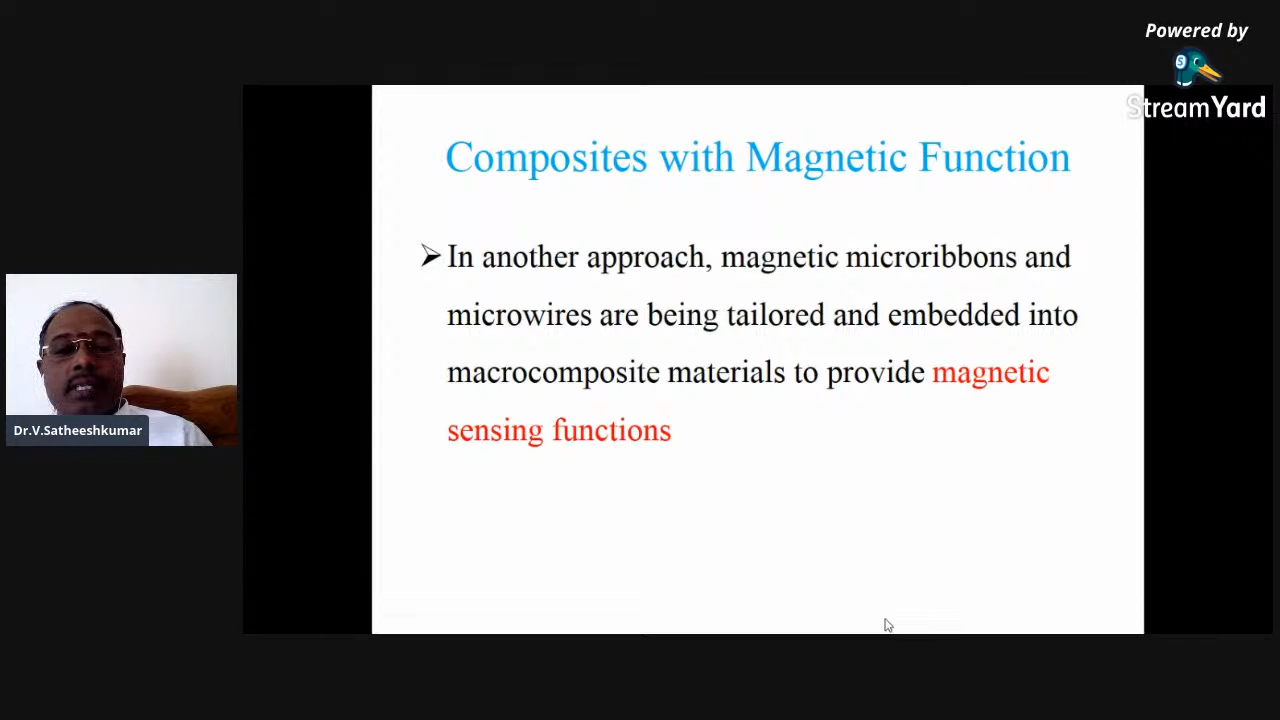 Powered by
StreamYard
Composites with Magnetic Function
In another approach, magnetic microribbons and
microwires are being tailored and embedded into
macrocomposite materials to provide magnetic
sensing functions
Dr.V.Satheeshkumar